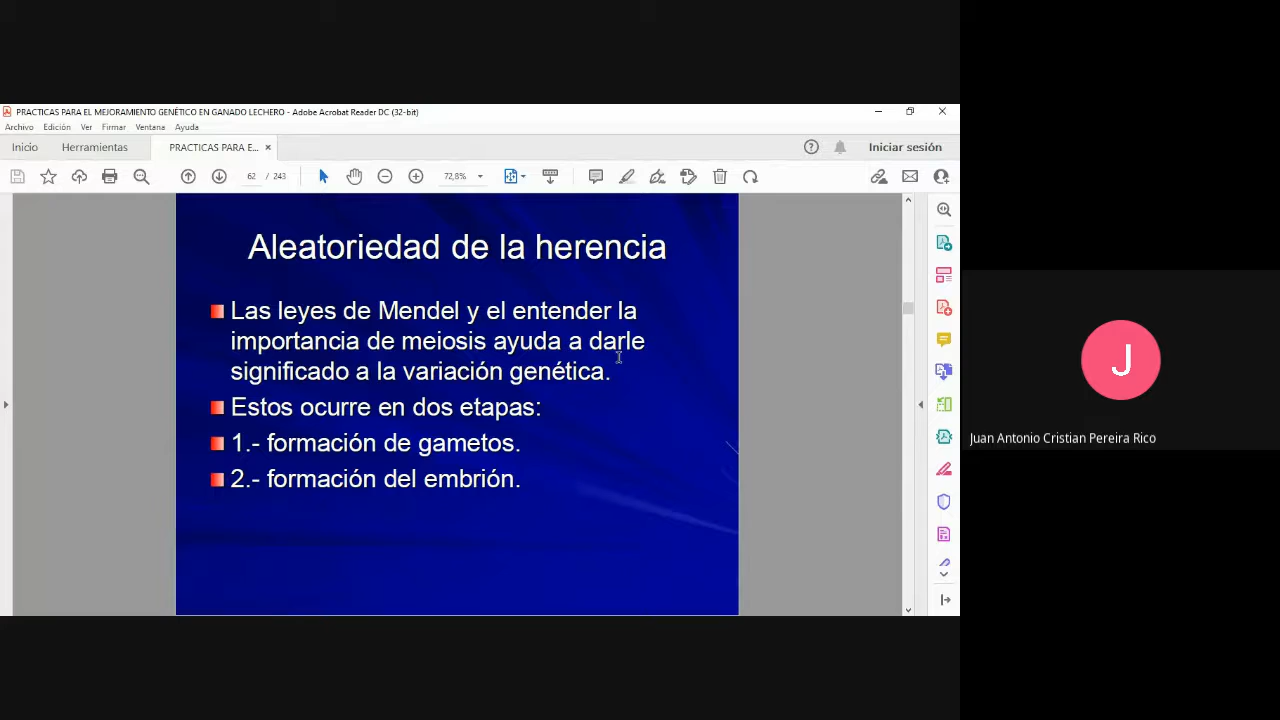 PRACTICAS PARA EL MEJORAMIENTO GENÉTICO EN GANADO LECHERO - Adobe Acrobat Reader DC (32-bit)
Archivo Edición Ver Firmar Ventana Ayuda
Inicio Herramientas PRACTICAS PARA E... × Iniciar sesión
62 / 243 72,8%
Aleatoriedad de la herencia
Las leyes de Mendel y el entender la
importancia de meiosis ayuda a darle
significado a la variación genética.
Estos ocurre en dos etapas:
1.- formación de gametos.
2.- formación del embrión.
J
Juan Antonio Cristian Pereira Rico